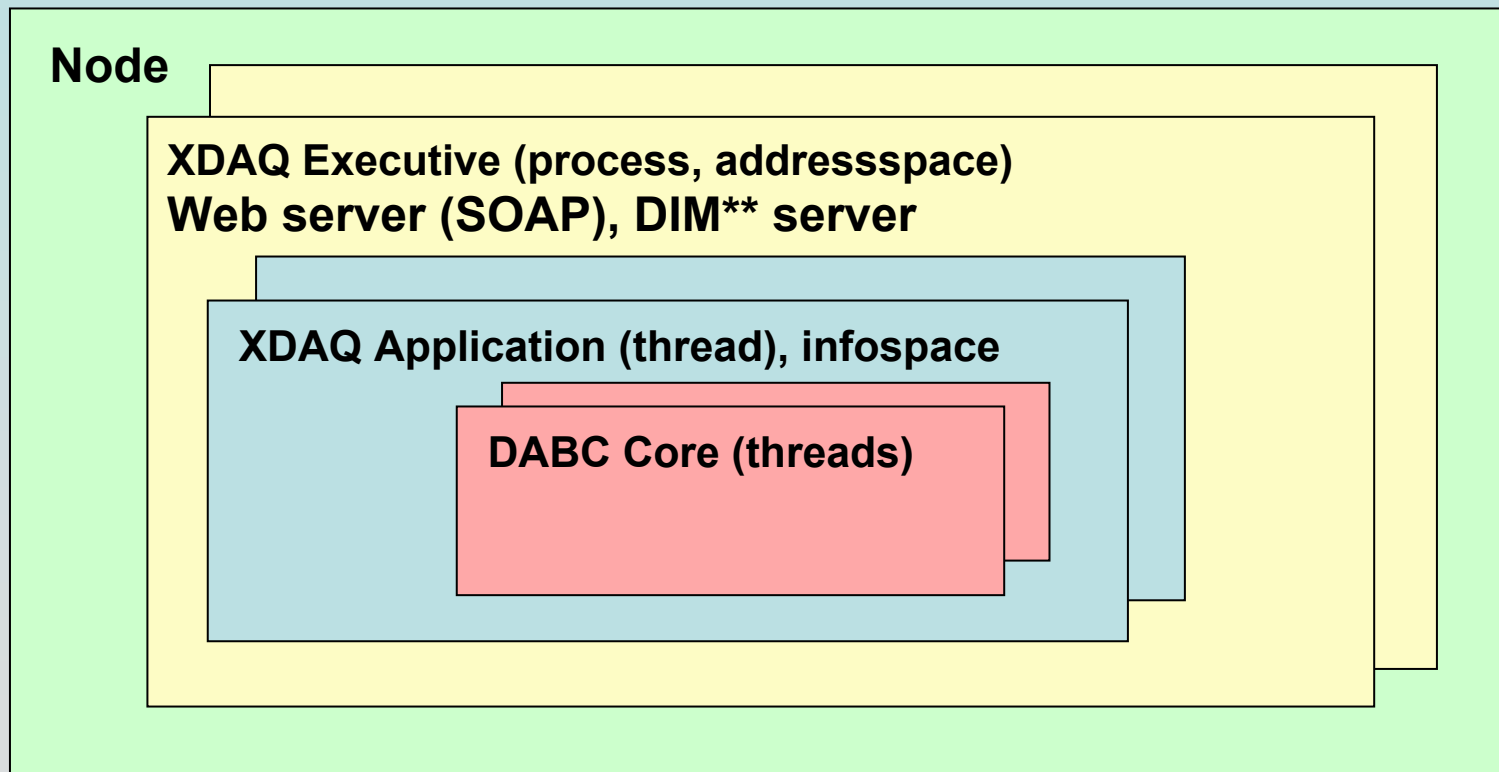 Node
XDAQ Executive (process, addressspace)
Web server (SOAP), DIM** server
XDAQ Application (thread), infospace
DABC Core (threads)